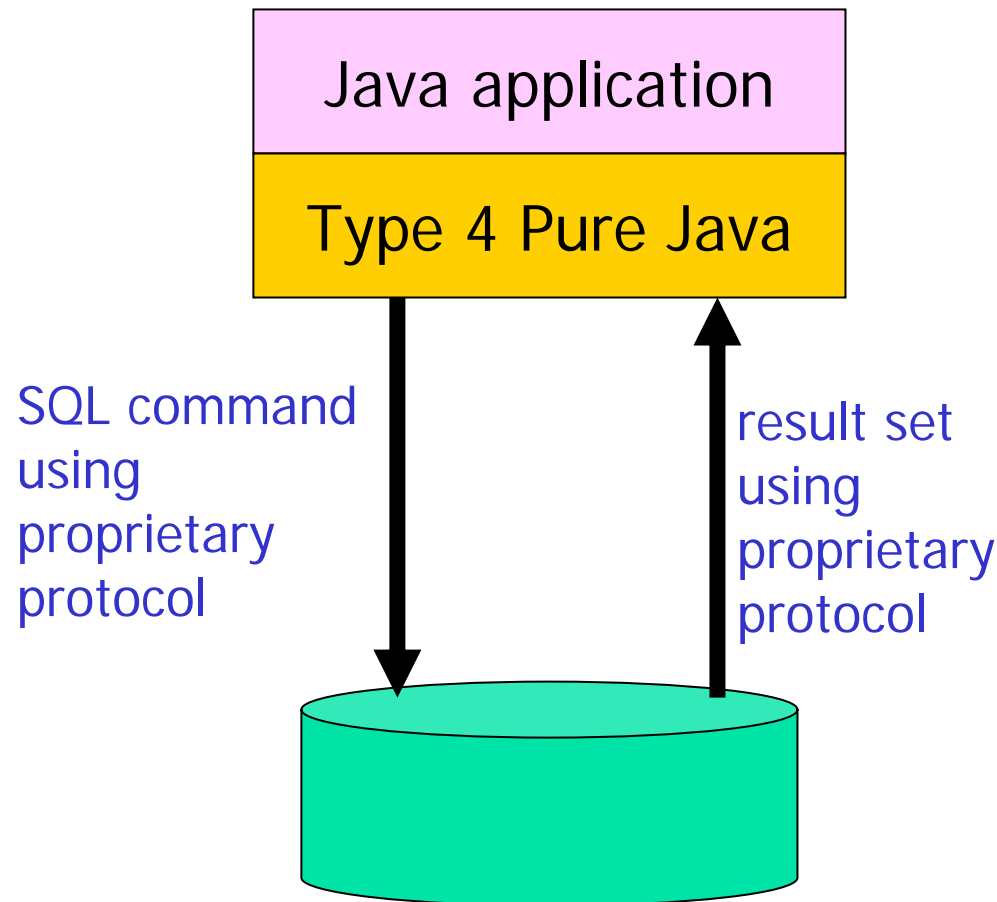 Java application
Type 4 Pure Java
SQL command
using
proprietary
protocol
result set
using
proprietary
protocol